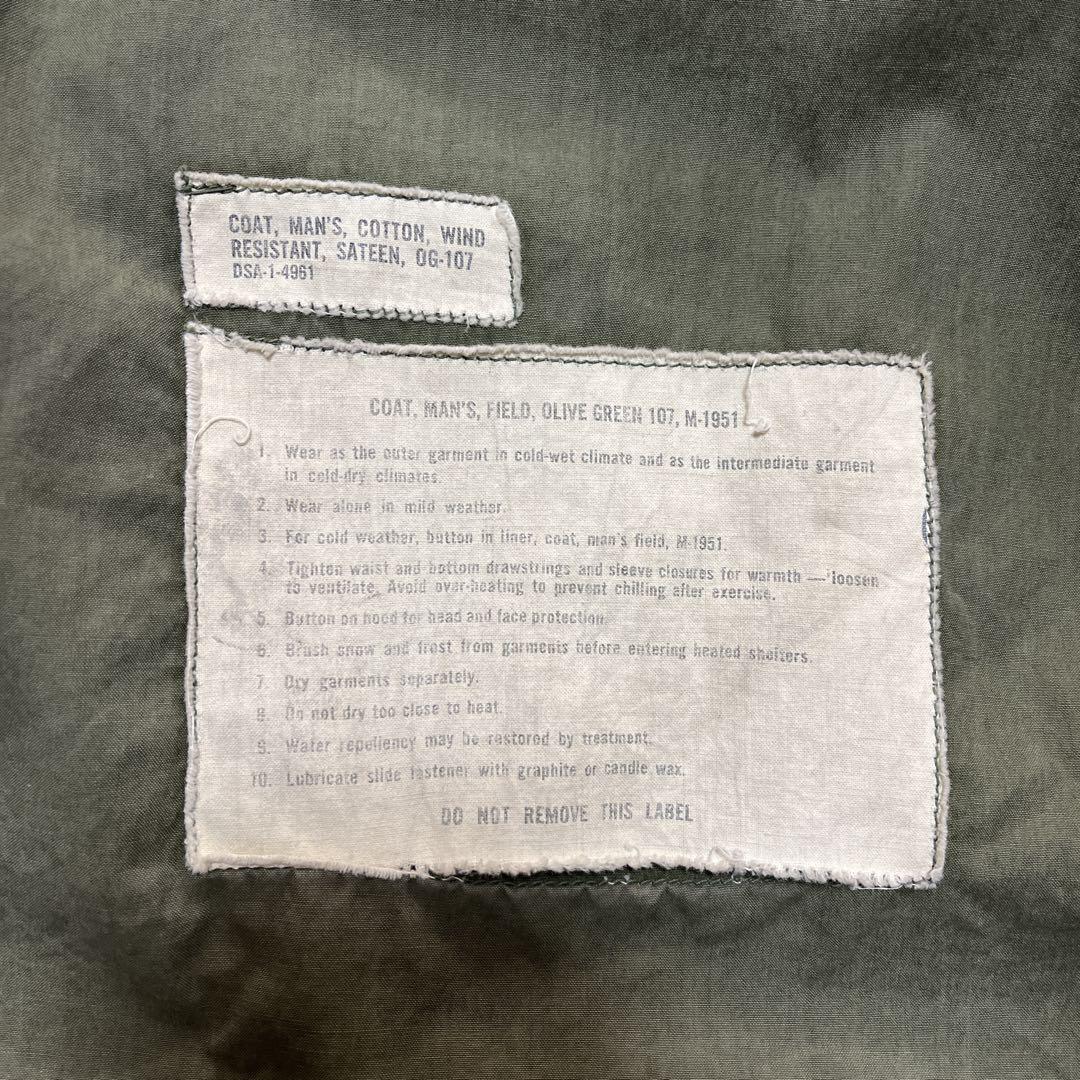 COAT, MAN'S, COTTON, WIND
RESISTANT, SATEEN, OG-107
DSA-1-4961
COAT, MAN'S, FIELD, OLIVE GREEN 107, M-1951
1. Wear as the outer garment in cold-wet climate and as the intermediate garment
in cold-dry climates.
2. Wear alone in mild weather.
3. For cold weather, button in liner, coat, man's field, M-1951.
4. Tighten waist and bottom drawstrings and sleeve closures for warmth — loosen
to ventilate. Avoid over-heating to prevent chilling after exercise.
5. Button on hood for head and face protection.
6. Brush snow and frost from garments before entering heated shelters.
7. Dry garments separately.
8. Do not dry too close to heat.
9. Water repellency may be restored by treatment.
10. Lubricate slide fastener with graphite or candle wax.
DO NOT REMOVE THIS LABEL